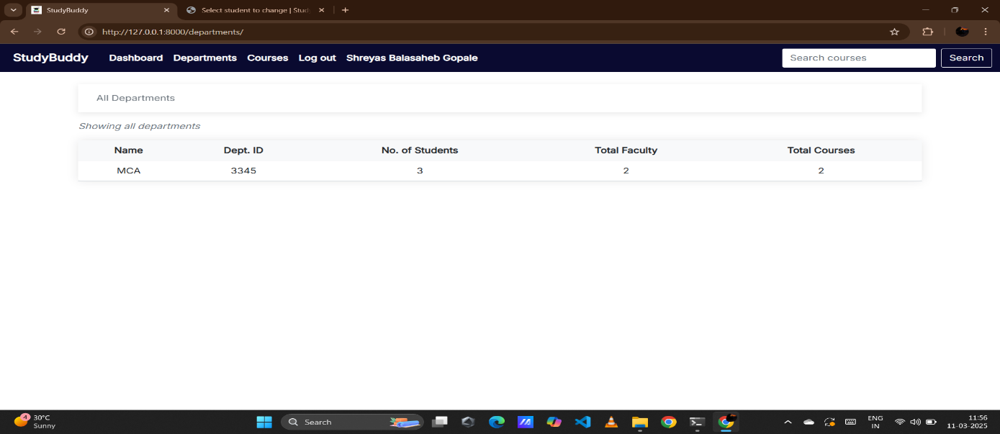 StudyBuddy
Select student to change | Stud
http://127.0.0.1:8000/departments/
StudyBuddy Dashboard Departments Courses Log out Shreyas Balasaheb Gopale Search courses Search
All Departments
Showing all departments
Name Dept. ID No. of Students Total Faculty Total Courses
MCA 3345 3 2 2
4 30°C
Sunny
Search
ENG
IN
11:56
11-03-2025